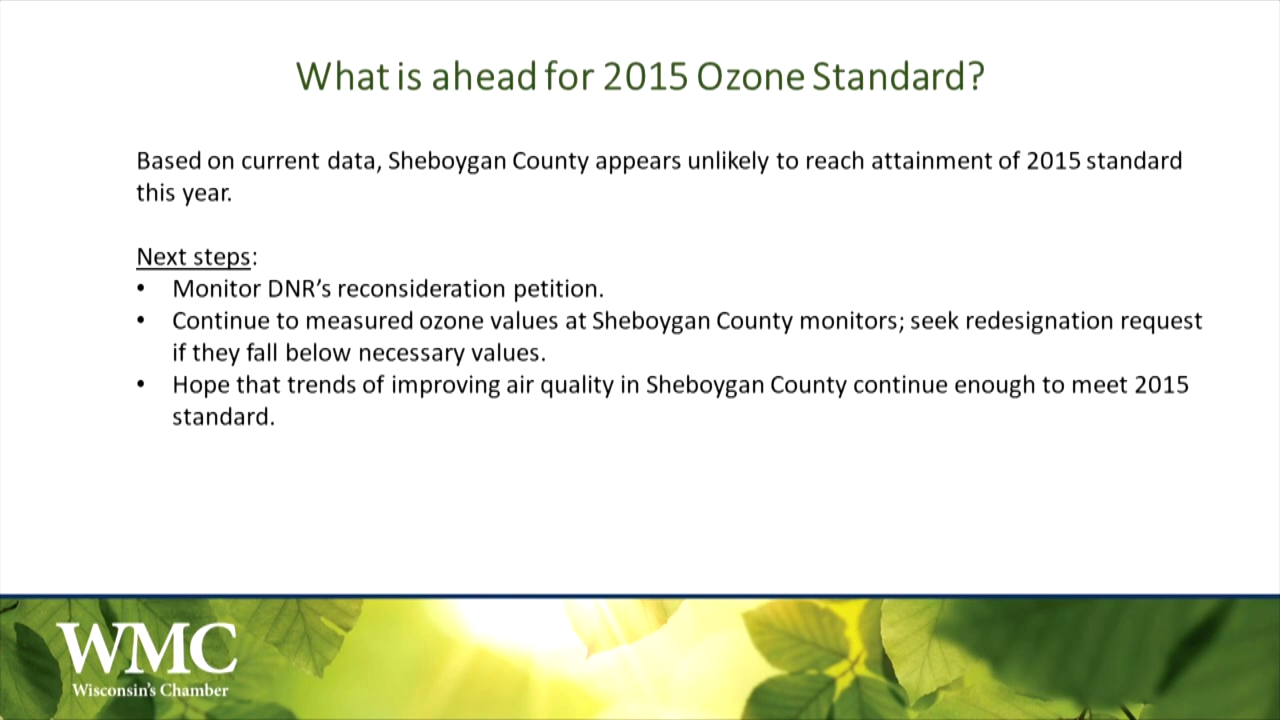 What is ahead for 2015 Ozone Standard?
Based on current data, Sheboygan County appears unlikely to reach attainment of 2015 standard
this year.
Next steps:
• Monitor DNR's reconsideration petition.
• Continue to measured ozone values at Sheboygan County monitors; seek redesignation request
if they fall below necessary values.
• Hope that trends of improving air quality in Sheboygan County continue enough to meet 2015
standard.
WMC
Wisconsin's Chamber